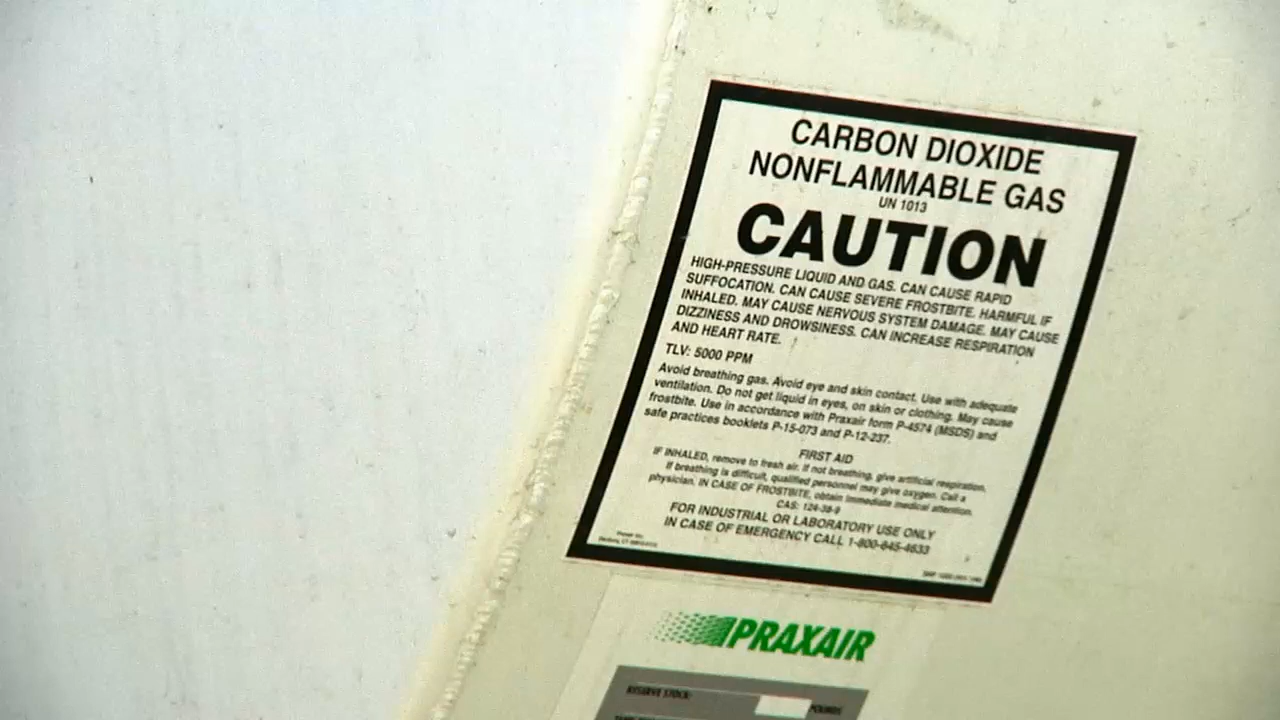 CARBON DIOXIDE
NONFLAMMABLE GAS
UN 1013
CAUTION
HIGH-PRESSURE LIQUID AND GAS. CAN CAUSE RAPID
SUFFOCATION. CAN CAUSE SEVERE FROSTBITE. HARMFUL IF
INHALED. MAY CAUSE NERVOUS SYSTEM DAMAGE. MAY CAUSE
DIZZINESS AND DROWSINESS. CAN INCREASE RESPIRATION
AND HEART RATE.
TLV: 5000 PPM
Avoid breathing gas. Avoid eye and skin contact. Use with adequate
ventilation. Do not get liquid in eyes, on skin or clothing. May cause
frostbite. Use in accordance with Praxair form P-4574 (MSDS) and
safe practices booklets P-15-073 and P-12-237.
FIRST AID
IF INHALED, remove to fresh air. If not breathing, give artificial respiration.
If breathing is difficult, qualified personnel may give oxygen. Call a
physician. IN CASE OF FROSTBITE, obtain immediate medical attention.
CAS: 124-38-9
FOR INDUSTRIAL OR LABORATORY USE ONLY
IN CASE OF EMERGENCY CALL 1-800-645-4633
PRAXAIR
RESERVE STOCK: POUNDS